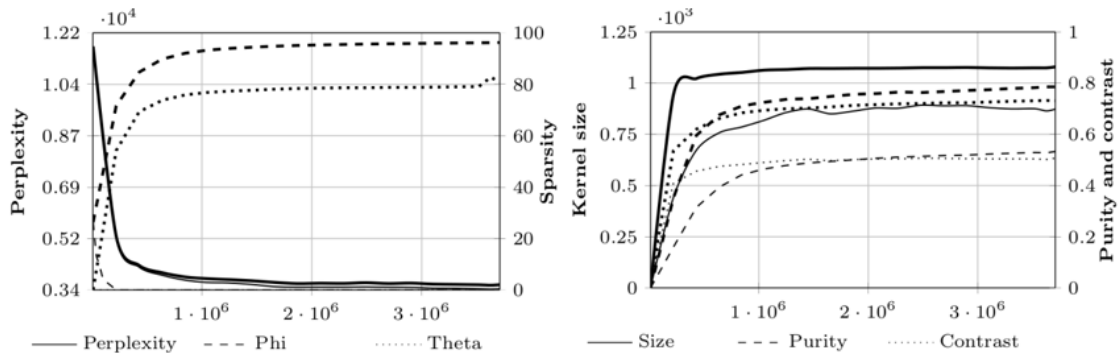 ·10⁴
1.22
1.04
0.87
0.69
0.52
0.34
Perplexity
100
80
60
40
20
0
Sparsity
1 · 10⁶
2 · 10⁶
3 · 10⁶
Perplexity
Phi
Theta
·10³
1.25
1
0.75
0.5
0.25
0
Kernel size
1
0.8
0.6
0.4
0.2
0
Purity and contrast
1 · 10⁶
2 · 10⁶
3 · 10⁶
Size
Purity
Contrast